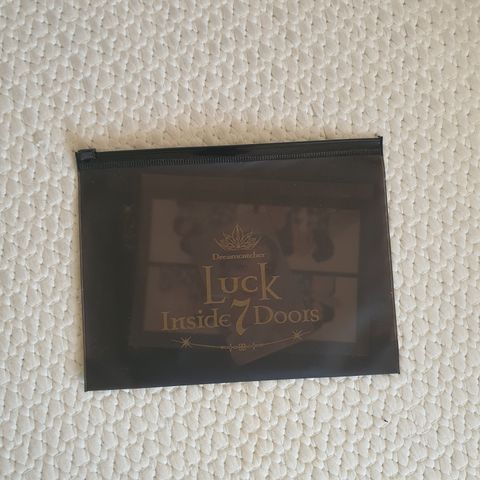 Dreamcatcher
Luck
Inside 7 Doors